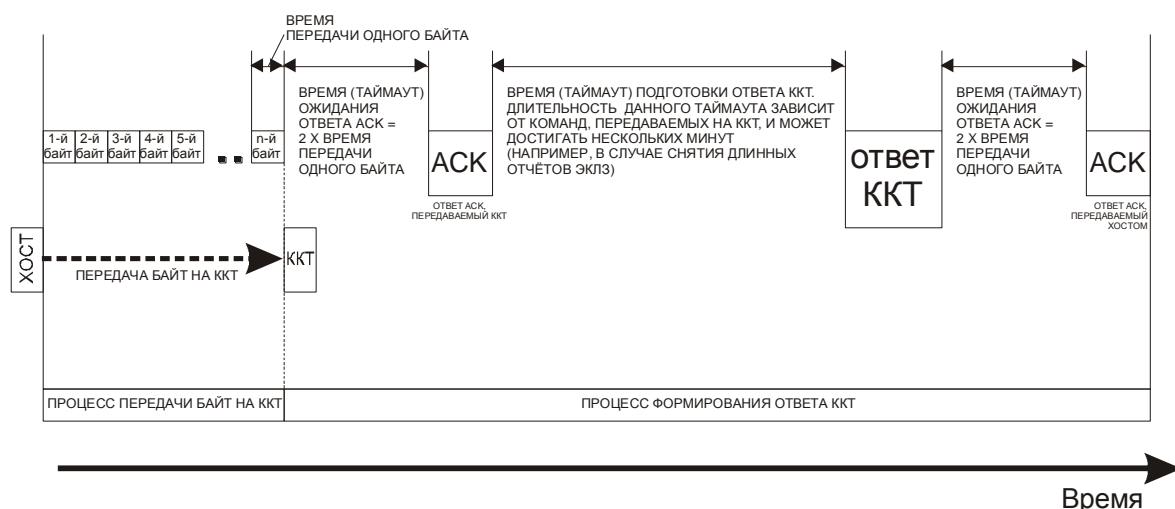 ВРЕМЯ
ПЕРЕДАЧИ ОДНОГО БАЙТА
ВРЕМЯ (ТАЙМАУТ)
ОЖИДАНИЯ
ОТВЕТА АСК =
2 X ВРЕМЯ
ПЕРЕДАЧИ
ОДНОГО БАЙТА
ВРЕМЯ (ТАЙМАУТ) ПОДГОТОВКИ ОТВЕТА ККТ.
ДЛИТЕЛЬНОСТЬ ДАННОГО ТАЙМАУТА ЗАВИСИТ
ОТ КОМАНД, ПЕРЕДАВАЕМЫХ НА ККТ, И МОЖЕТ
ДОСТИГАТЬ НЕСКОЛЬКИХ МИНУТ
(НАПРИМЕР, В СЛУЧАЕ СНЯТИЯ ДЛИННЫХ
ОТЧЁТОВ ЭКЛЗ)
ВРЕМЯ (ТАЙМАУТ)
ОЖИДАНИЯ
ОТВЕТА АСК =
2 X ВРЕМЯ
ПЕРЕДАЧИ
ОДНОГО БАЙТА
1-й байт
2-й байт
3-й байт
4-й байт
5-й байт
n-й байт
ACK
ответ
ККТ
ACK
ОТВЕТ АСК,
ПЕРЕДАВАЕМЫЙ ККТ
ОТВЕТ АСК,
ПЕРЕДАВАЕМЫЙ
ХОСТОМ
ХОСТ
ПЕРЕДАЧА БАЙТ НА ККТ
ККТ
ПРОЦЕСС ПЕРЕДАЧИ БАЙТ НА ККТ
ПРОЦЕСС ФОРМИРОВАНИЯ ОТВЕТА ККТ
Время